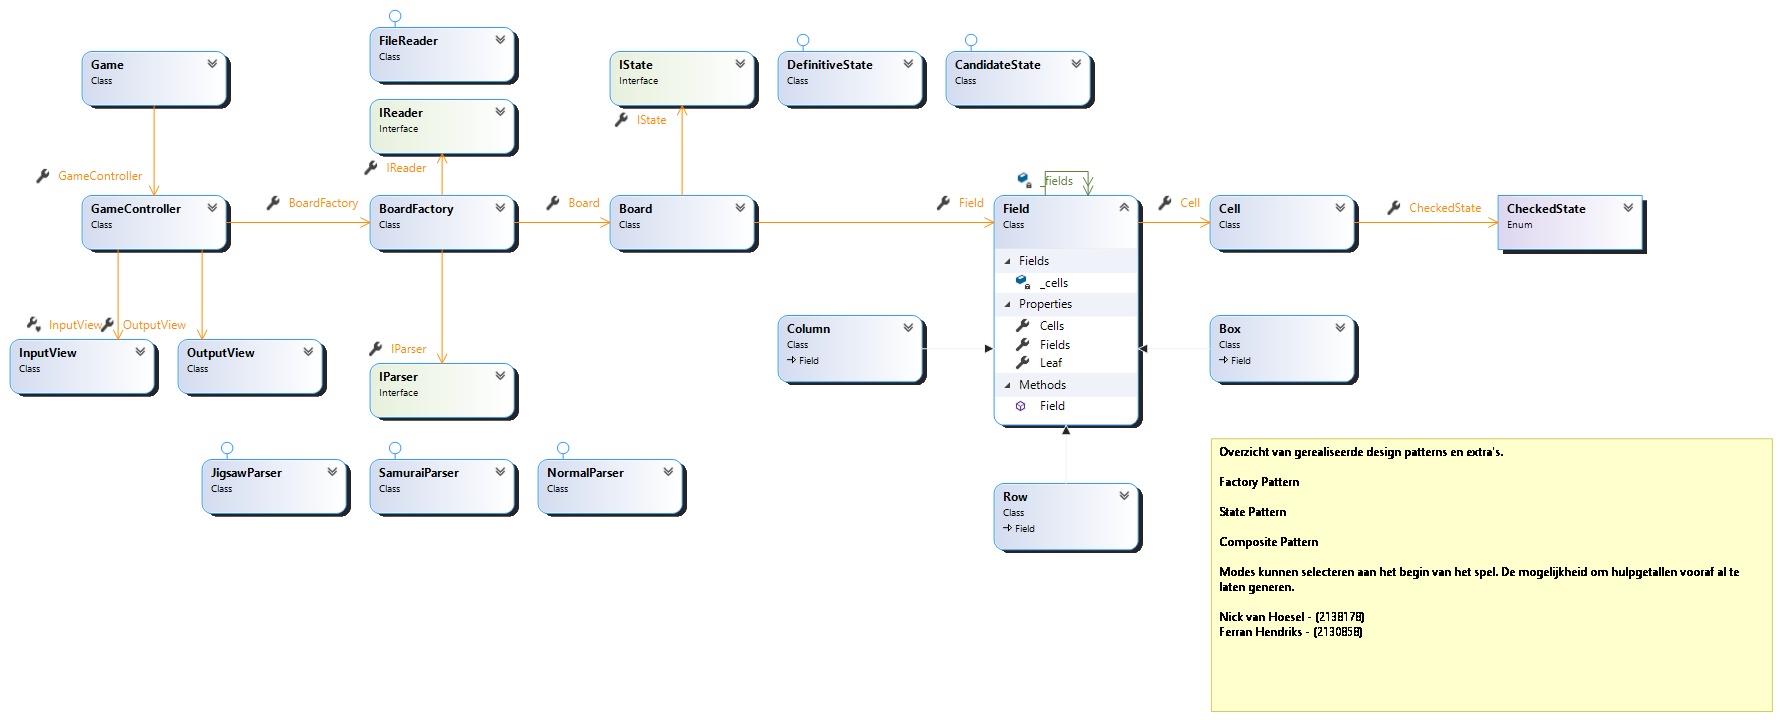 FileReader
Class
Game
Class
IState
Interface
DefinitiveState
Class
CandidateState
Class
IReader
Interface
IState
IReader
GameController
_fields
GameController
Class
BoardFactory
BoardFactory
Class
Board
Board
Class
Field
Field
Class
Cell
Cell
Class
CheckedState
CheckedState
Enum
Fields
_cells
Properties
Cells
Fields
Leaf
Methods
Field
InputView
OutputView
Column
Class
Field
Box
Class
Field
InputView
Class
OutputView
Class
IParser
IParser
Interface
JigsawParser
Class
SamuraiParser
Class
NormalParser
Class
Row
Class
Field
Overzicht van gerealiseerde design patterns en extra's.
Factory Pattern
State Pattern
Composite Pattern
Modes kunnen selecteren aan het begin van het spel. De mogelijkheid om hulpgetallen vooraf al te
laten generen.
Nick van Hoesel - (2138178)
Ferran Hendriks - (2130858)